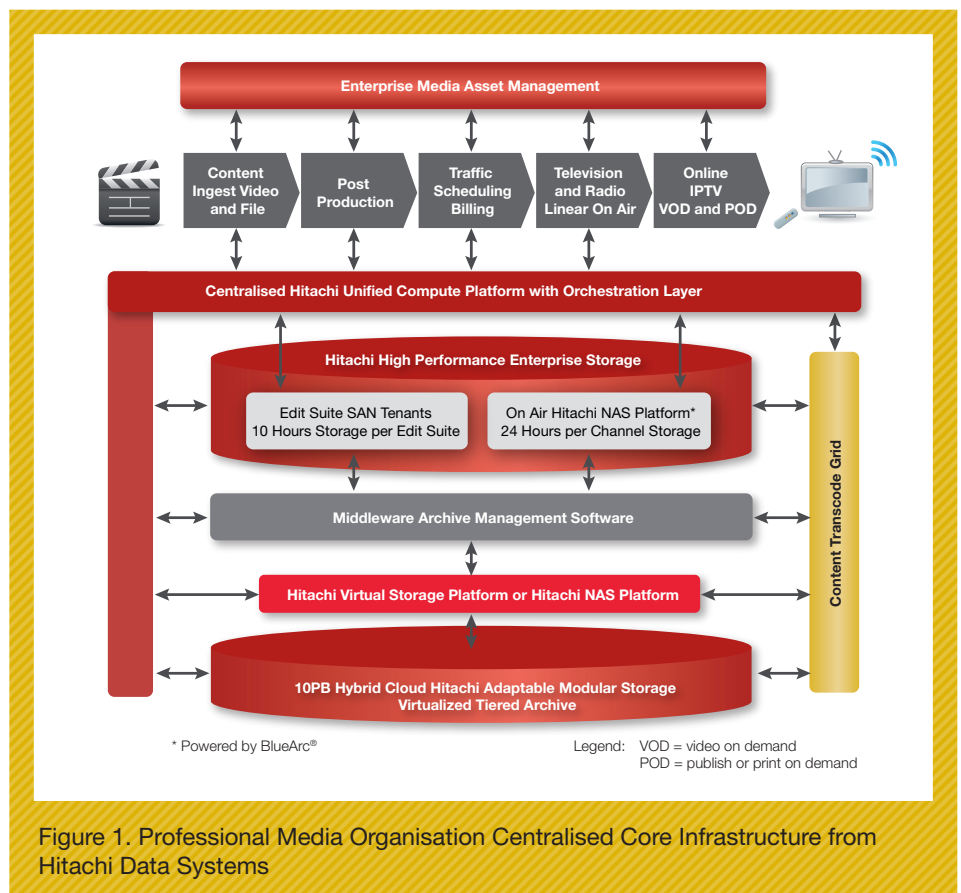 Enterprise Media Asset Management
Content
Ingest Video
and File
Post
Production
Traffic
Scheduling
Billing
Television
and Radio
Linear On Air
Online
IPTV
VOD and POD
Centralised Hitachi Unified Compute Platform with Orchestration Layer
Hitachi High Performance Enterprise Storage
Edit Suite SAN Tenants
10 Hours Storage per Edit Suite
On Air Hitachi NAS Platform*
24 Hours per Channel Storage
Content Transcode Grid
Middleware Archive Management Software
Hitachi Virtual Storage Platform or Hitachi NAS Platform
10PB Hybrid Cloud Hitachi Adaptable Modular Storage
Virtualized Tiered Archive
* Powered by BlueArc®
Legend: VOD = video on demand
POD = publish or print on demand
Figure 1. Professional Media Organisation Centralised Core Infrastructure from
Hitachi Data Systems